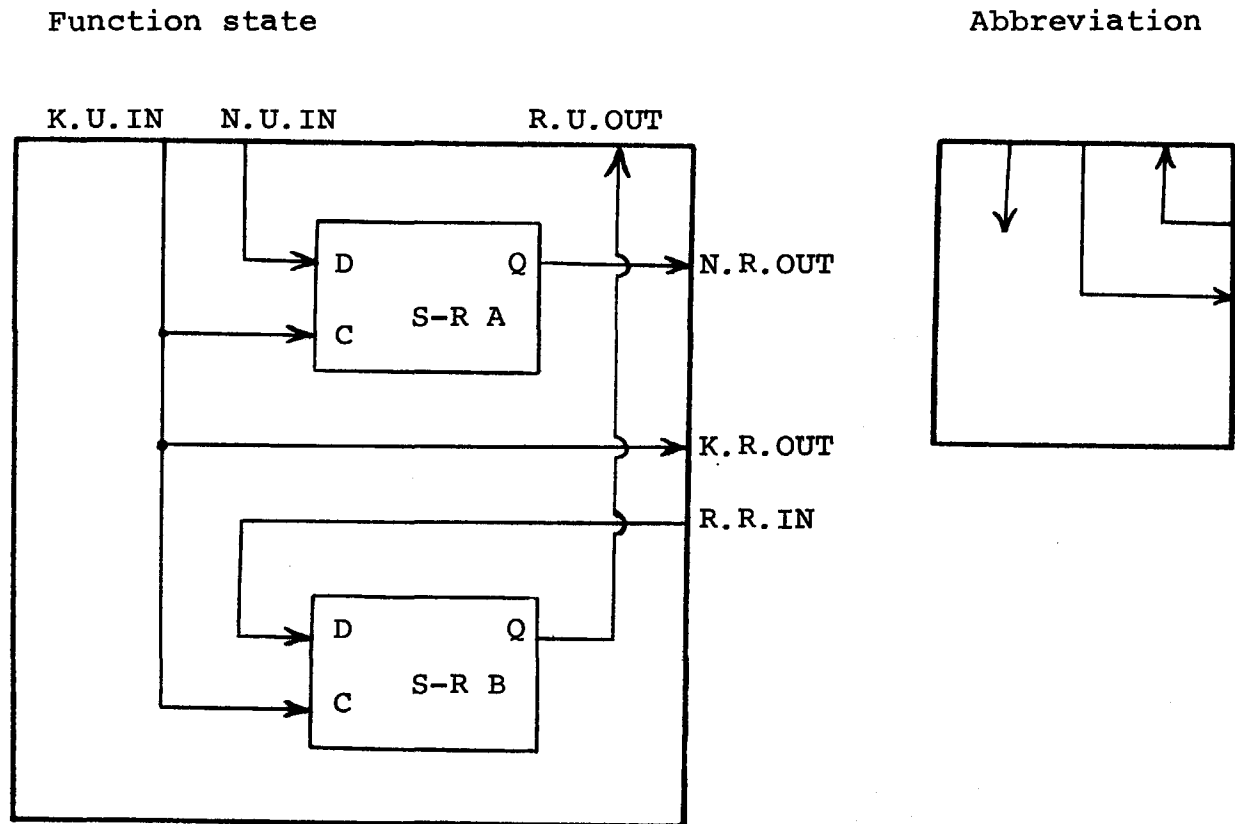 Function state
Abbreviation
K.U.IN N.U.IN R.U.OUT
D Q
S-R A
C
N.R.OUT
K.R.OUT
R.R.IN
D Q
S-R B
C